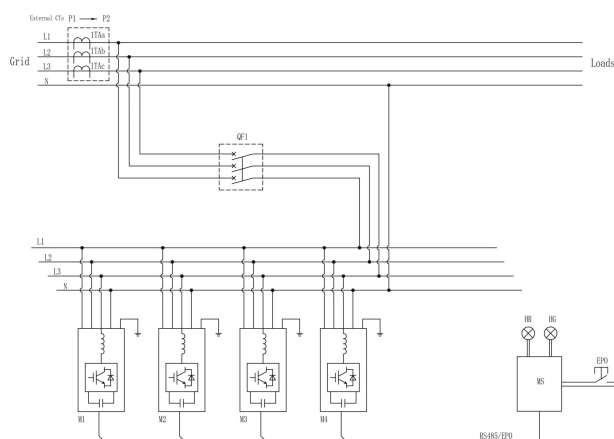 External CTs P1 P2
L1 1TAa
L2 1TAb
Grid L3 1TAc Loads
N
QF1
L1
L2
L3
N
HR HG
EPO
MS
M1 M2 M3 M4
RS485/EPO